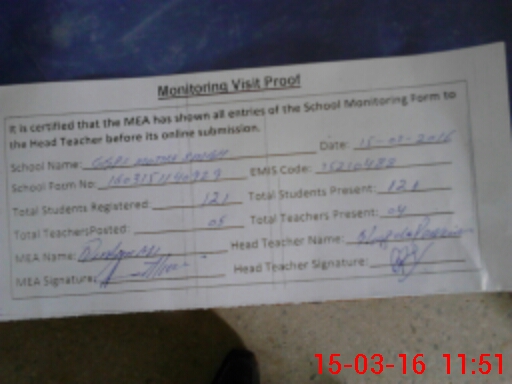 Monitoring Visit Proof
It is certified that the MEA has shown all entries of the School Monitoring Form to
the Head Teacher before its online submission.
School Name: Date: 15-03-2016
School Form No: EMIS Code:
Total Students Registered: 121 Total Students Present: 121
Total TeachersPosted: 05 Total Teachers Present: 04
MEA Name: Head Teacher Name:
MEA Signature: Head Teacher Signature:
15-03-16 11:51